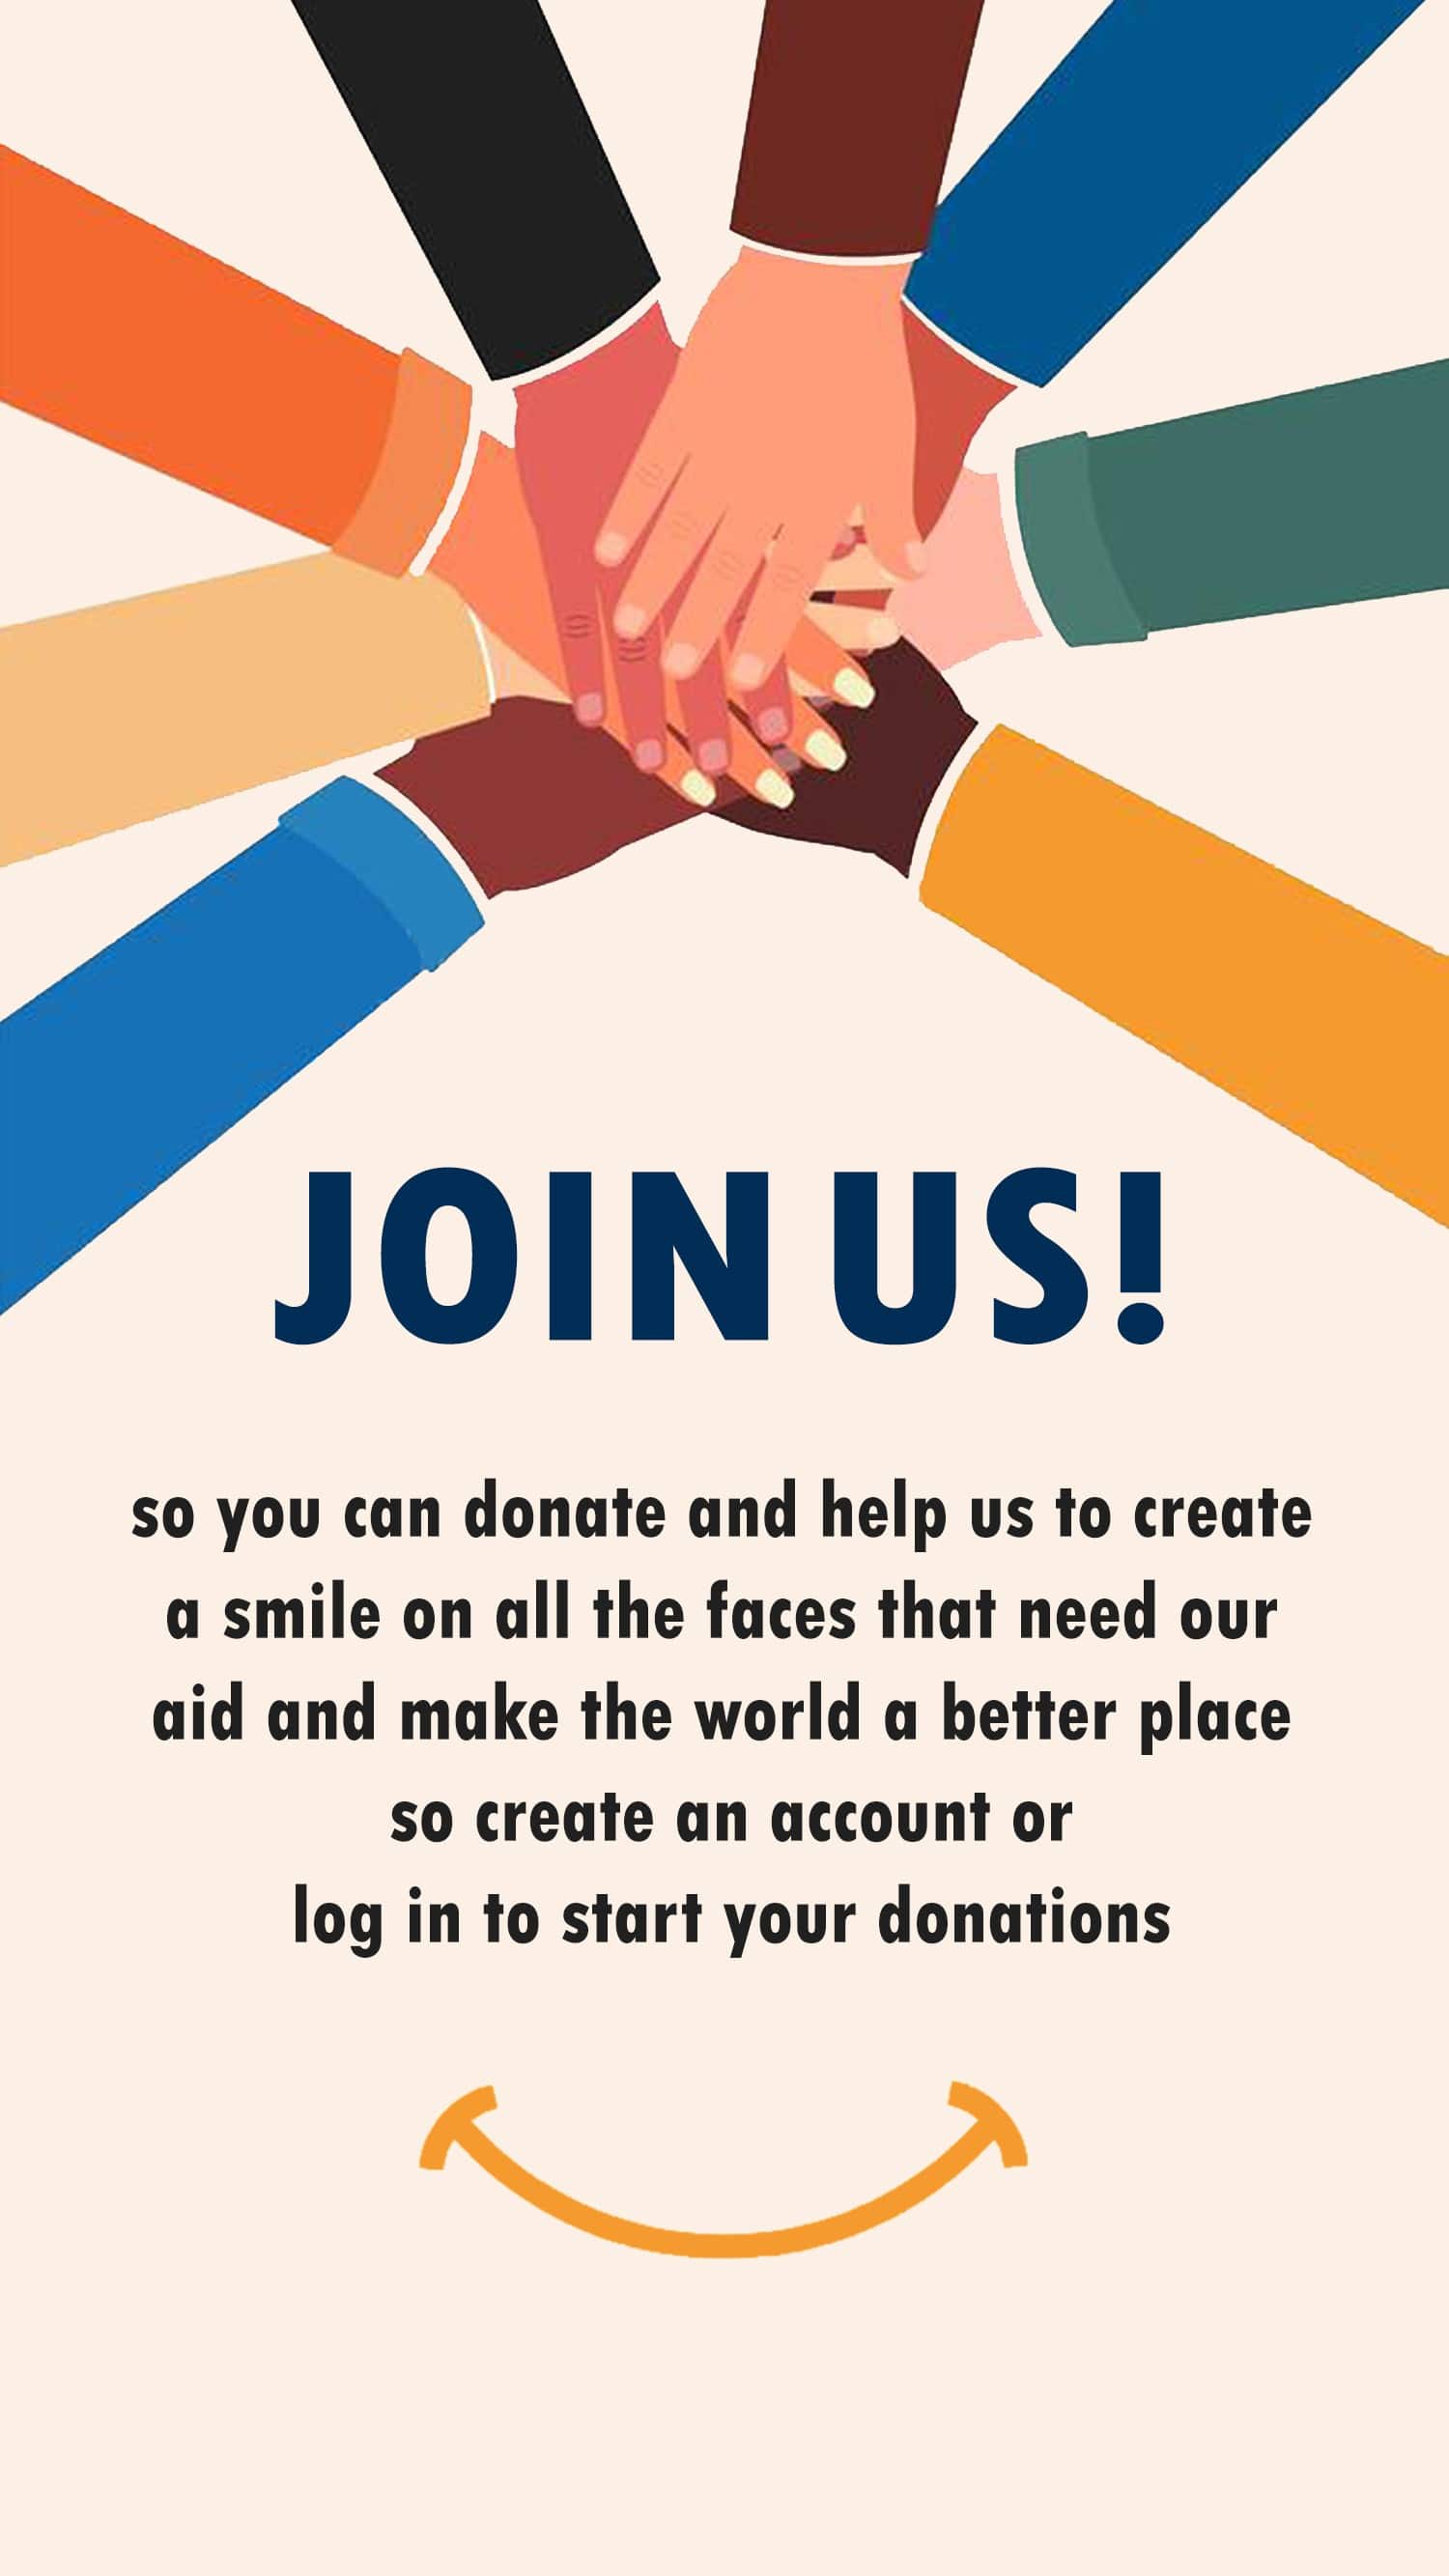 JOIN US!
so you can donate and help us to create
a smile on all the faces that need our
aid and make the world a better place
so create an account or
log in to start your donations